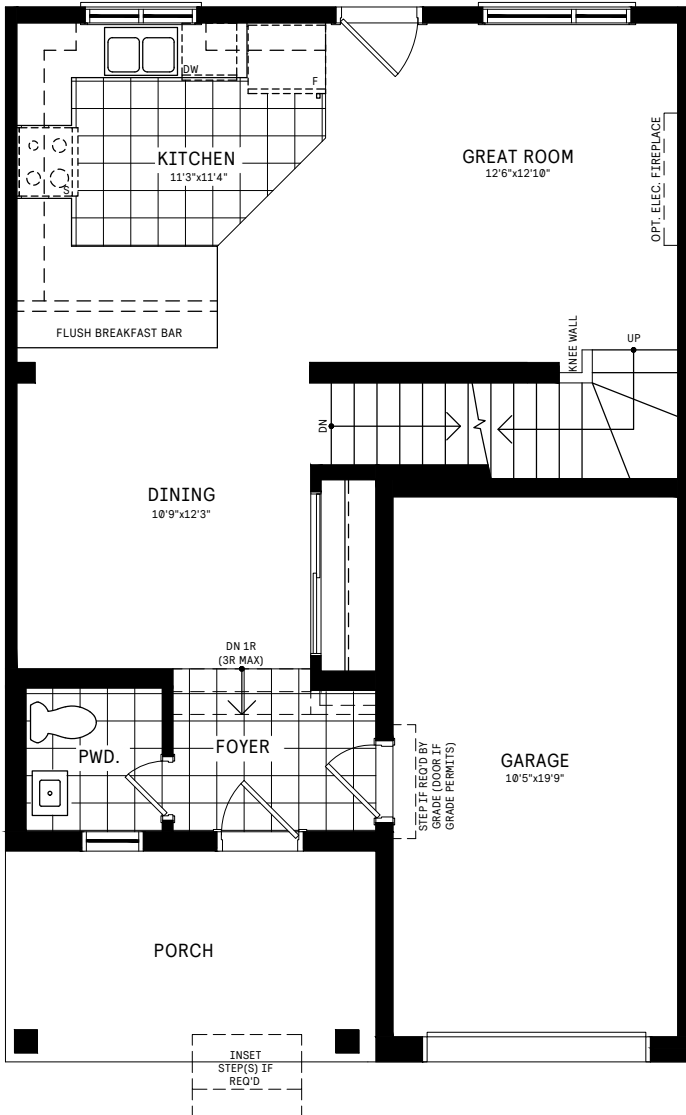 DW
F
KITCHEN
11'3"x11'4"
S
GREAT ROOM
12'6"x12'10"
OPT. ELEC. FIREPLACE
FLUSH BREAKFAST BAR
KNEE WALL
UP
DN
DINING
10'9"x12'3"
DN 1R
(3R MAX)
PWD.
FOYER
STEP IF REQ'D BY
GRADE (DOOR IF
GRADE PERMITS)
GARAGE
10'5"x19'9"
PORCH
INSET
STEP(S) IF
REQ'D